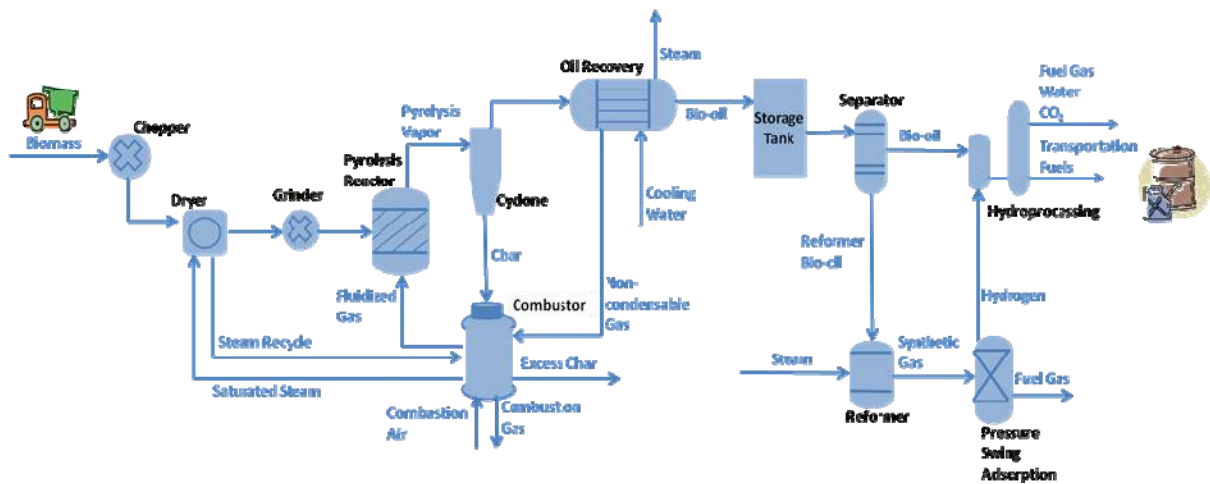 Steam
Oil Recovery
Fuel Gas
Water
CO₂
Separator
Chopper
Biomass
Pyrolysis
Vapor
Bio-oil
Storage
Tank
Bio-oil
Transportation
Fuels
Pyrolysis
Reactor
Grinder
Dryer
Cyclone
Cooling
Water
Hydroprocessing
Char
Reformer
Bio-oil
Fluidized
Gas
Combustor
Non-
condensable
Gas
Hydrogen
Steam Recycle
Synthetic
Gas
Steam
Excess Char
Saturated Steam
Fuel Gas
Combustion
Air
Combustion
Gas
Reformer
Pressure
Swing
Adsorption